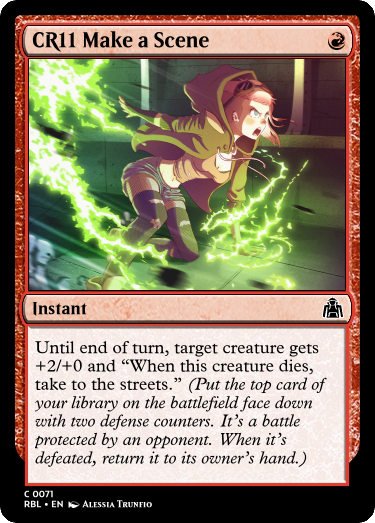 CR11 Make a Scene
Instant
Until end of turn, target creature gets
+2/+0 and “When this creature dies,
take to the streets.” (Put the top card of
your library on the battlefield face down
with two defense counters. It’s a battle
protected by an opponent. When it’s
defeated, return it to its owner’s hand.)
C 0071
RBL • EN Alessia Trunfio